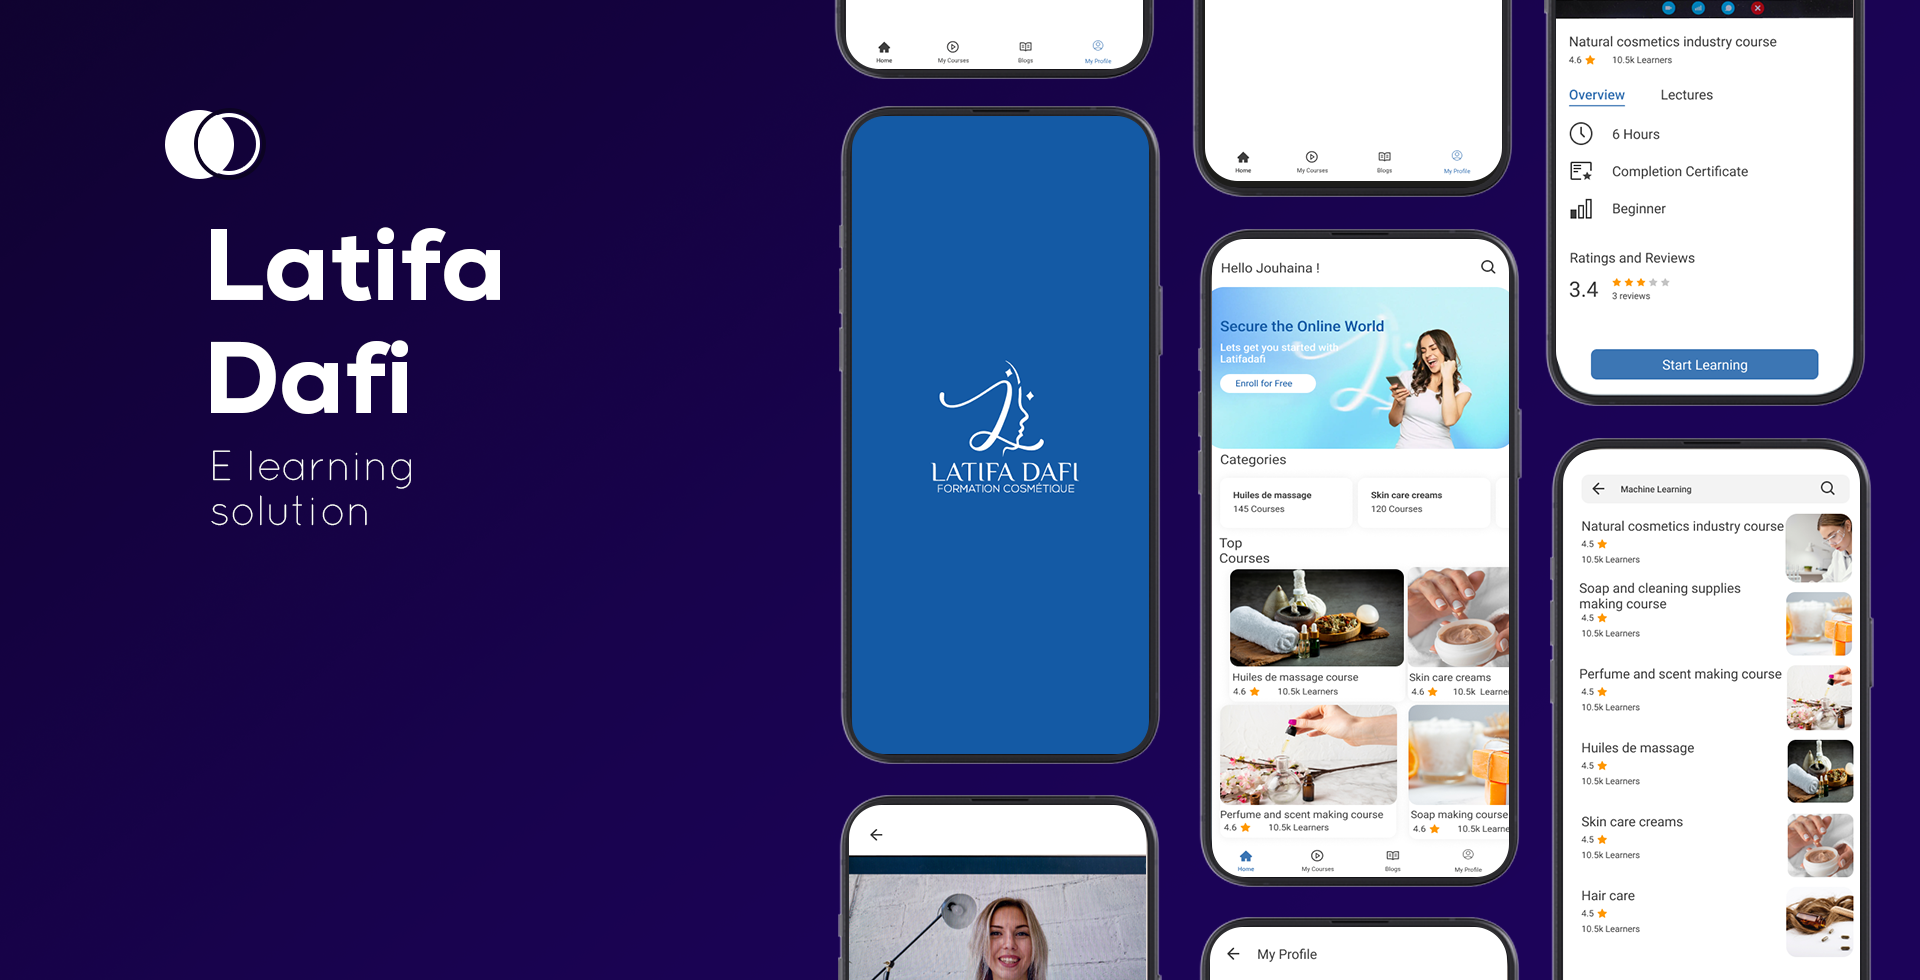 Latifa
Dafi
E learning
solution
Home
My Courses
Blogs
My Profile
LATIFA DAFI
FORMATION COSMÉTIQUE
Home
My Courses
Blogs
My Profile
Hello Jouhaina !
Secure the Online World
Lets get you started with
Latifadafi
Enroll for Free
Categories
Huiles de massage
145 Courses
Skin care creams
120 Courses
Top
Courses
Huiles de massage course
4.6
10.5k Learners
Skin care creams
4.6
10.5k Learne
Perfume and scent making course
4.6
10.5k Learners
Soap making course
4.6
10.5k Learne
Home
My Courses
Blogs
My Profile
My Profile
Natural cosmetics industry course
4.6
10.5k Learners
Overview
Lectures
6 Hours
Completion Certificate
Beginner
Ratings and Reviews
3.4
3 reviews
Start Learning
Machine Learning
Natural cosmetics industry course
4.5
10.5k Learners
Soap and cleaning supplies
making course
4.5
10.5k Learners
Perfume and scent making course
4.5
10.5k Learners
Huiles de massage
4.5
10.5k Learners
Skin care creams
4.5
10.5k Learners
Hair care
4.5
10.5k Learners